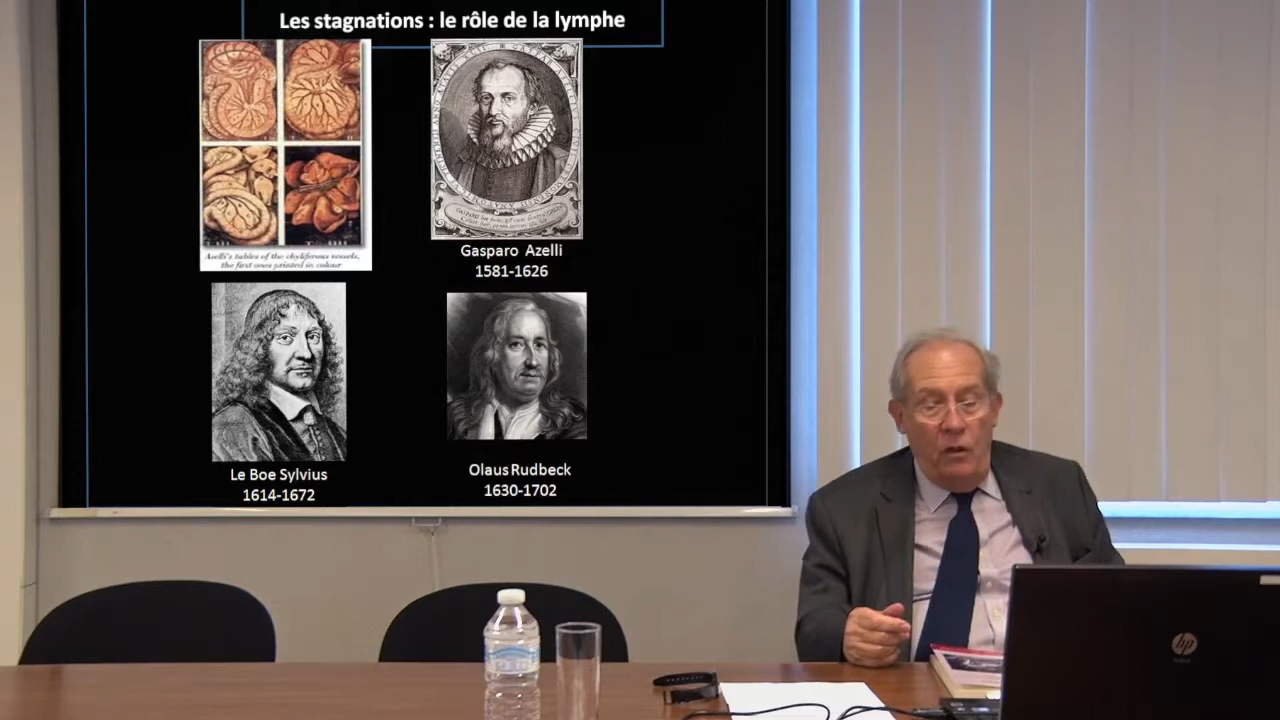 Les stagnations : le rôle de la lymphe
Azelli's tables of the chyliferous vessels,
the first ones printed in colour
Gasparo Azelli
1581-1626
Le Boe Sylvius
1614-1672
Olaus Rudbeck
1630-1702
hp